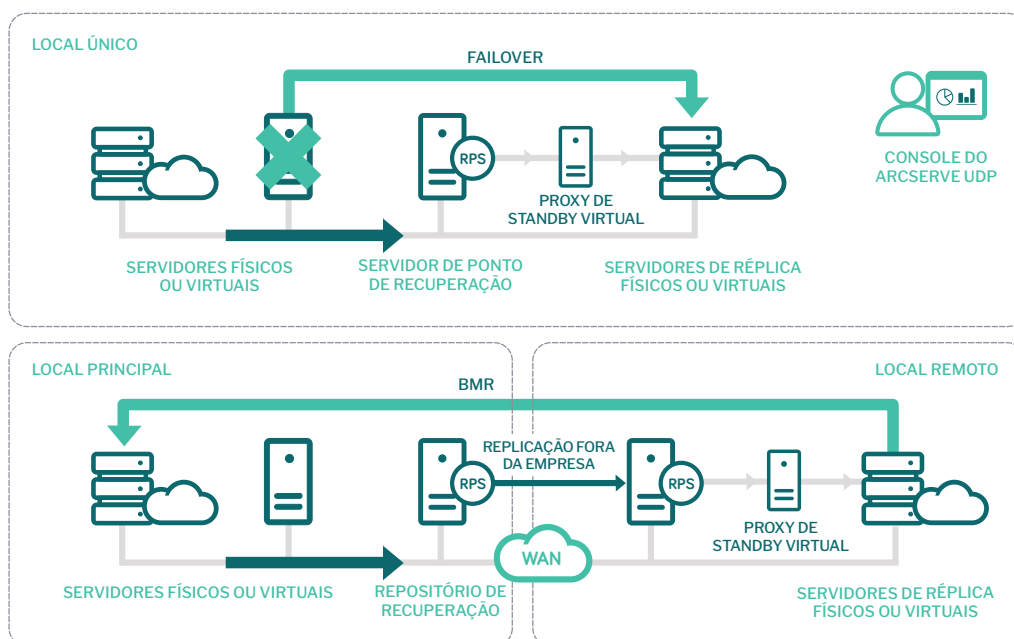 LOCAL ÚNICO
FAILOVER
RPS
PROXY DE
STANDBY VIRTUAL
CONSOLE DO
ARCSERVE UDP
SERVIDORES FÍSICOS
OU VIRTUAIS
SERVIDOR DE PONTO
DE RECUPERAÇÃO
SERVIDORES DE RÉPLICA
FÍSICOS OU VIRTUAIS
LOCAL PRINCIPAL
LOCAL REMOTO
BMR
REPLICAÇÃO FORA
DA EMPRESA
RPS
RPS
PROXY DE
STANDBY VIRTUAL
WAN
SERVIDORES FÍSICOS OU VIRTUAIS
REPOSITÓRIO DE
RECUPERAÇÃO
SERVIDORES DE RÉPLICA
FÍSICOS OU VIRTUAIS